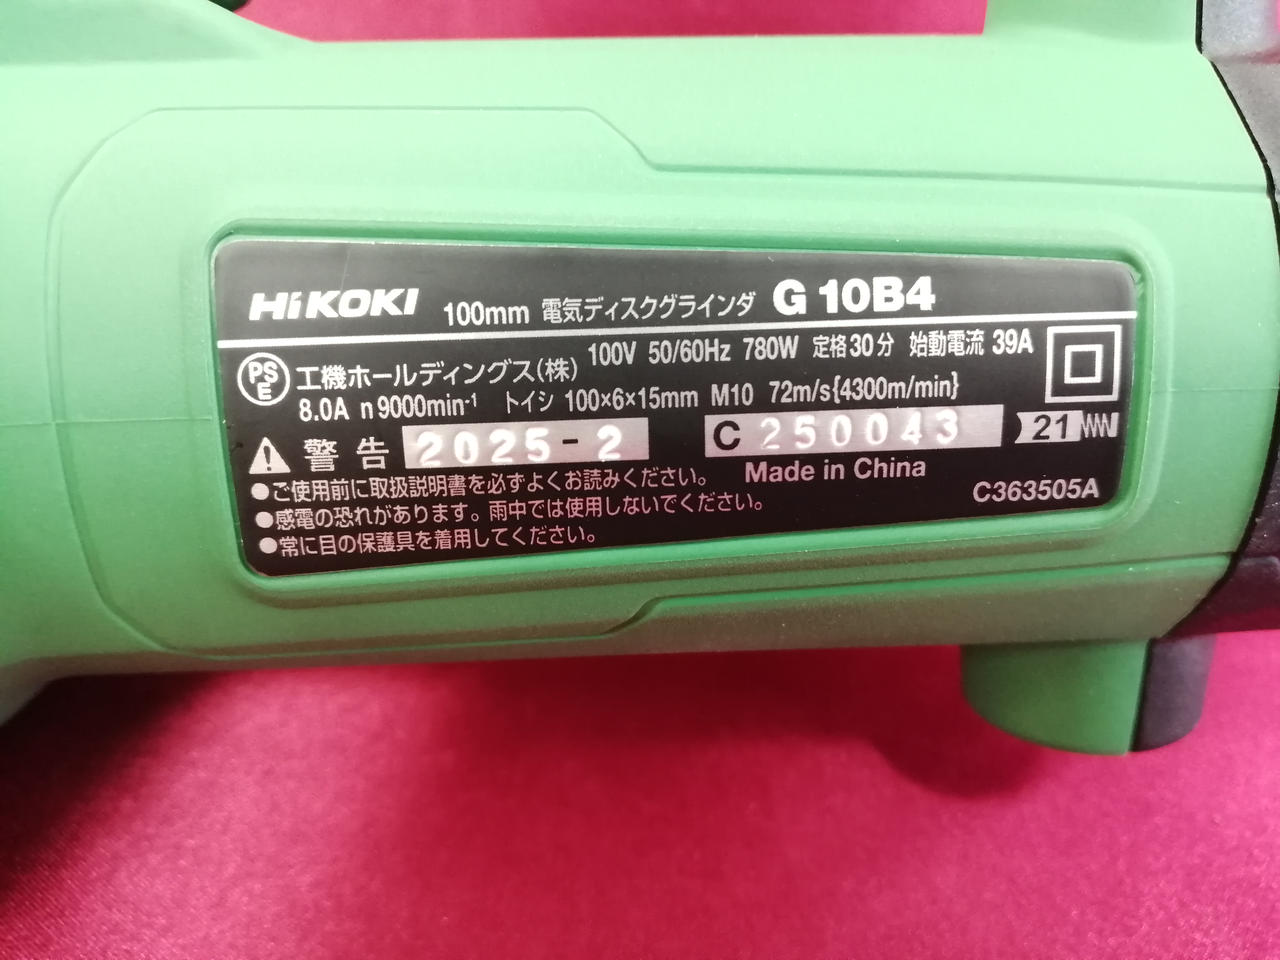 HiKOKI 100mm 電気ディスクグラインダ G 10B4
PS E 工機ホールディングス(株) 100V 50/60Hz 780W 定格30分 始動電流 39A
8.0A n 9000min-1 トイシ 100×6×15mm M10 72m/s{4300m/min}
警告 2025-2 C 250043 21
Made in China
●ご使用前に取扱説明書を必ずよくお読みください。
C363505A
●感電の恐れがあります。雨中では使用しないでください。
●常に目の保護具を着用してください。